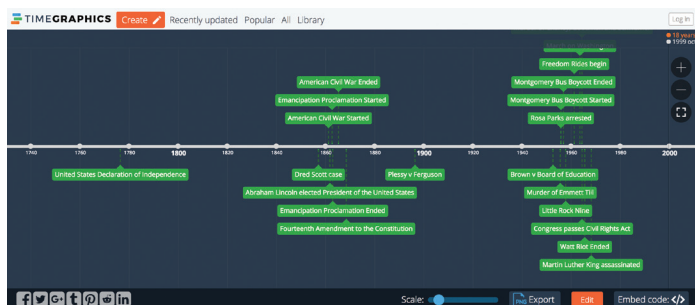 TIMEGRAPHICS Create Recently updated Popular All Library Log in
18 years
1999
Freedom Rides begin
American Civil War Ended Montgomery Bus Boycott Ended
Emancipation Proclamation Started Montgomery Bus Boycott Started
American Civil War Started Rosa Parks arrested
1740 1760 1780 1800 1820 1840 1860 1880 1900 1920 1940 1960 1980 2000
United States Declaration of Independence Dred Scott case Plessy v Ferguson Brown v Board of Education
Abraham Lincoln elected President of the United States Murder of Emmett Till
Emancipation Proclamation Ended Little Rock Nine
Fourteenth Amendment to the Constitution Congress passes Civil Rights Act
Watt Riot Ended
Martin Luther King assassinated
Scale: PNG Export Edit Embed code: